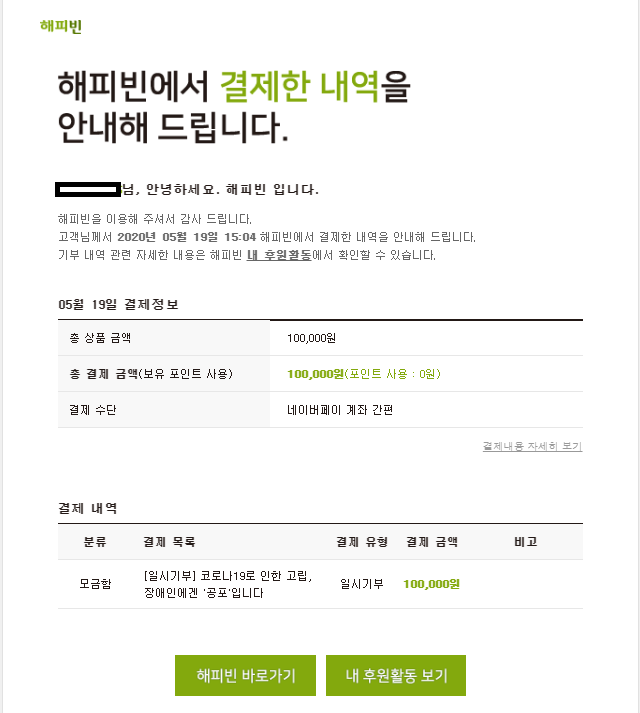 해피빈
해피빈에서 결제한 내역을
안내해 드립니다.
님, 안녕하세요. 해피빈 입니다.
해피빈을 이용해 주셔서 감사 드립니다.
고객님께서 2020년 05월 19일 15:04 해피빈에서 결제한 내역을 안내해 드립니다.
기부 내역 관련 자세한 내용은 해피빈 내 후원활동에서 확인할 수 있습니다.
05월 19일 결제정보
총 상품 금액 100,000원
총 결제 금액(보유 포인트 사용) 100,000원(포인트 사용 : 0원)
결제 수단 네이버페이 계좌 간편
결제내용 자세히 보기
결제 내역
분류 결제 목록 결제 유형 결제 금액 비고
모금함 [일시기부] 코로나19로 인한 고립, 일시기부 100,000원
장애인에겐 '공포'입니다
해피빈 바로가기 내 후원활동 보기